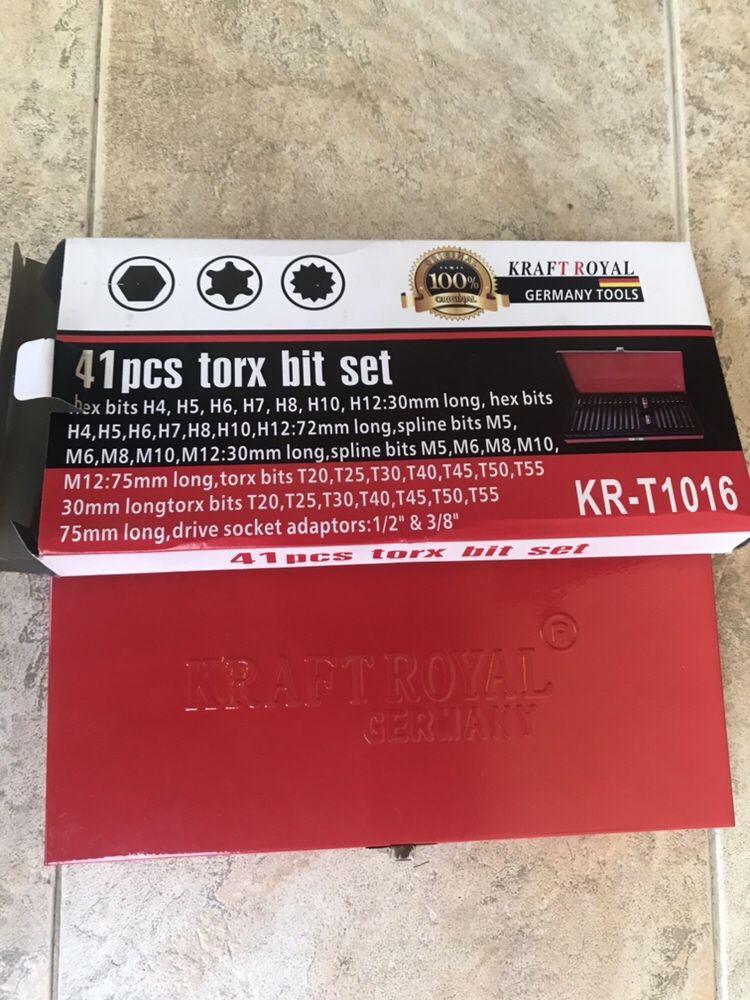 100%
ORIGINAL
KRAFT ROYAL
GERMANY TOOLS
41pcs torx bit set
hex bits H4, H5, H6, H7, H8, H10, H12:30mm long, hex bits
H4,H5,H6,H7,H8,H10,H12:72mm long,spline bits M5,
M6,M8,M10,M12:30mm long,spline bits M5,M6,M8,M10,
M12:75mm long,torx bits T20,T25,T30,T40,T45,T50,T55
30mm longtorx bits T20,T25,T30,T40,T45,T50,T55
75mm long,drive socket adaptors:1/2" & 3/8"
KR-T1016
41pcs torx bit set
KRAFT ROYAL ®
GERMANY